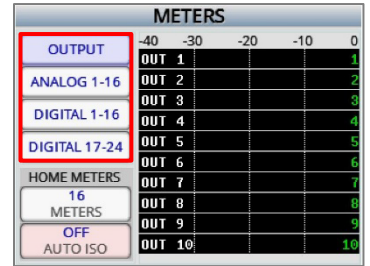 METERS
OUTPUT
ANALOG 1-16
DIGITAL 1-16
DIGITAL 17-24
HOME METERS
16
METERS
OFF
AUTO ISO
-40 -30 -20 -10 0
OUT 1 1
OUT 2 2
OUT 3 3
OUT 4 4
OUT 5 5
OUT 6 6
OUT 7 7
OUT 8 8
OUT 9 9
OUT 10 10